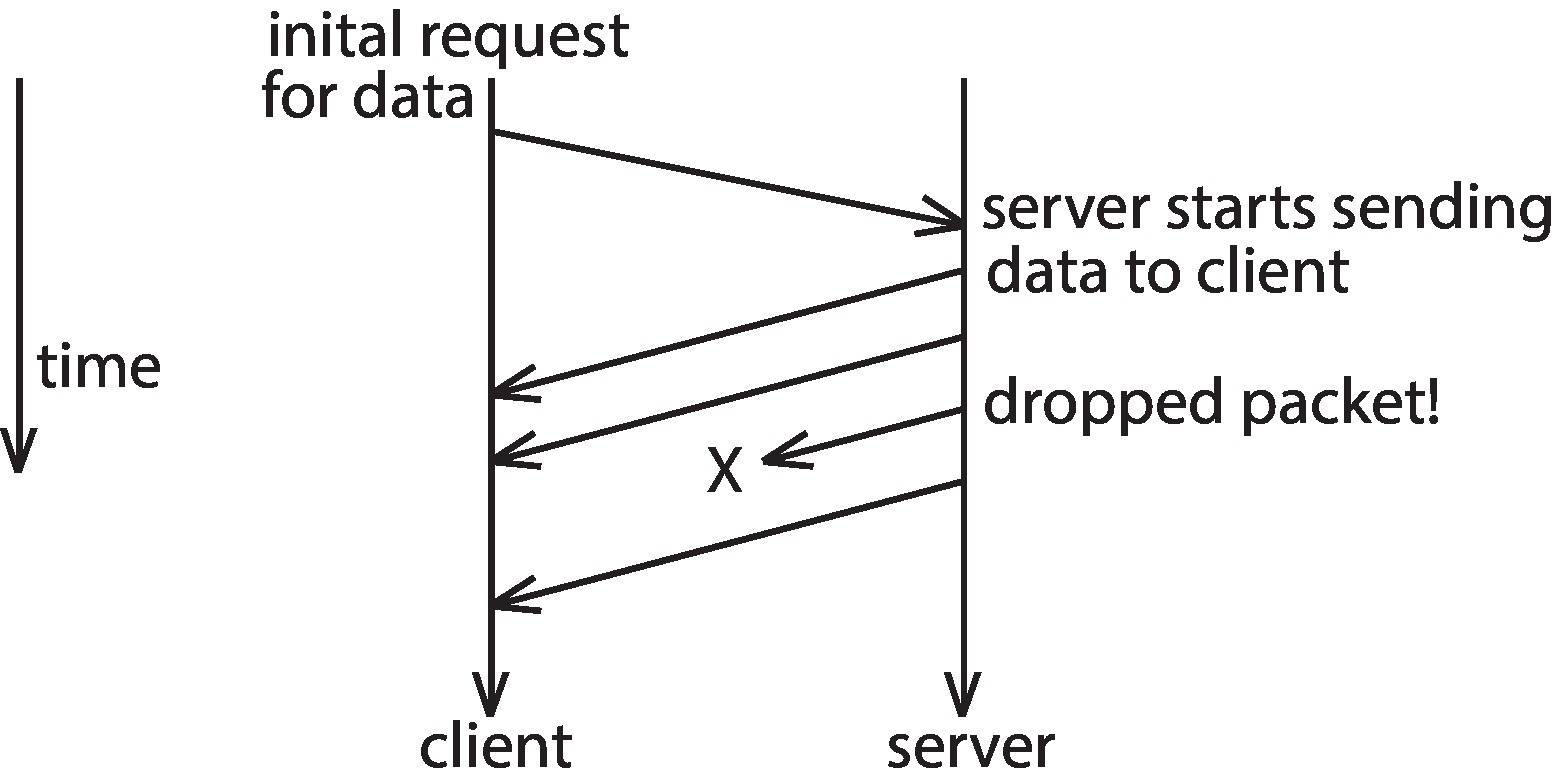 inital request
for data
server starts sending
data to client
time
dropped packet!
X
client
server